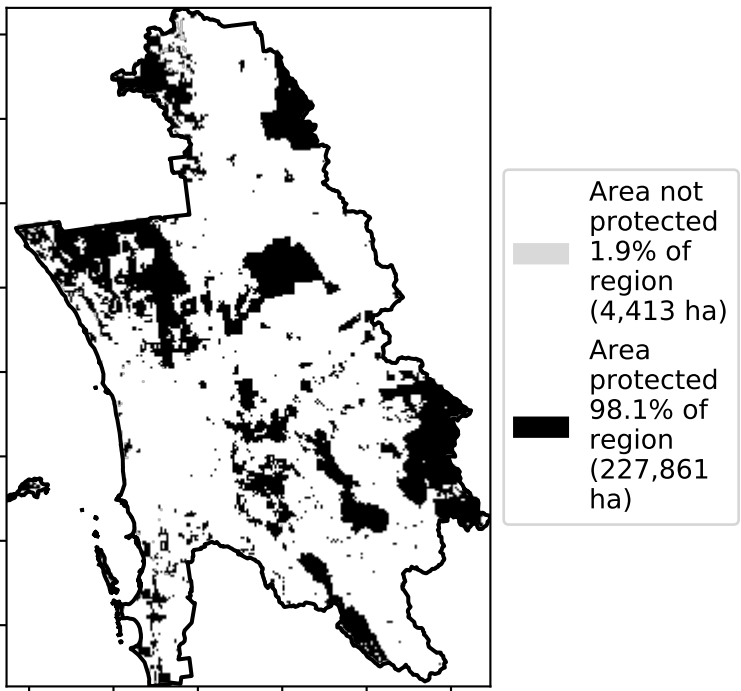 Area not
protected
1.9% of
region
(4,413 ha)
Area
protected
98.1% of
region
(227,861
ha)